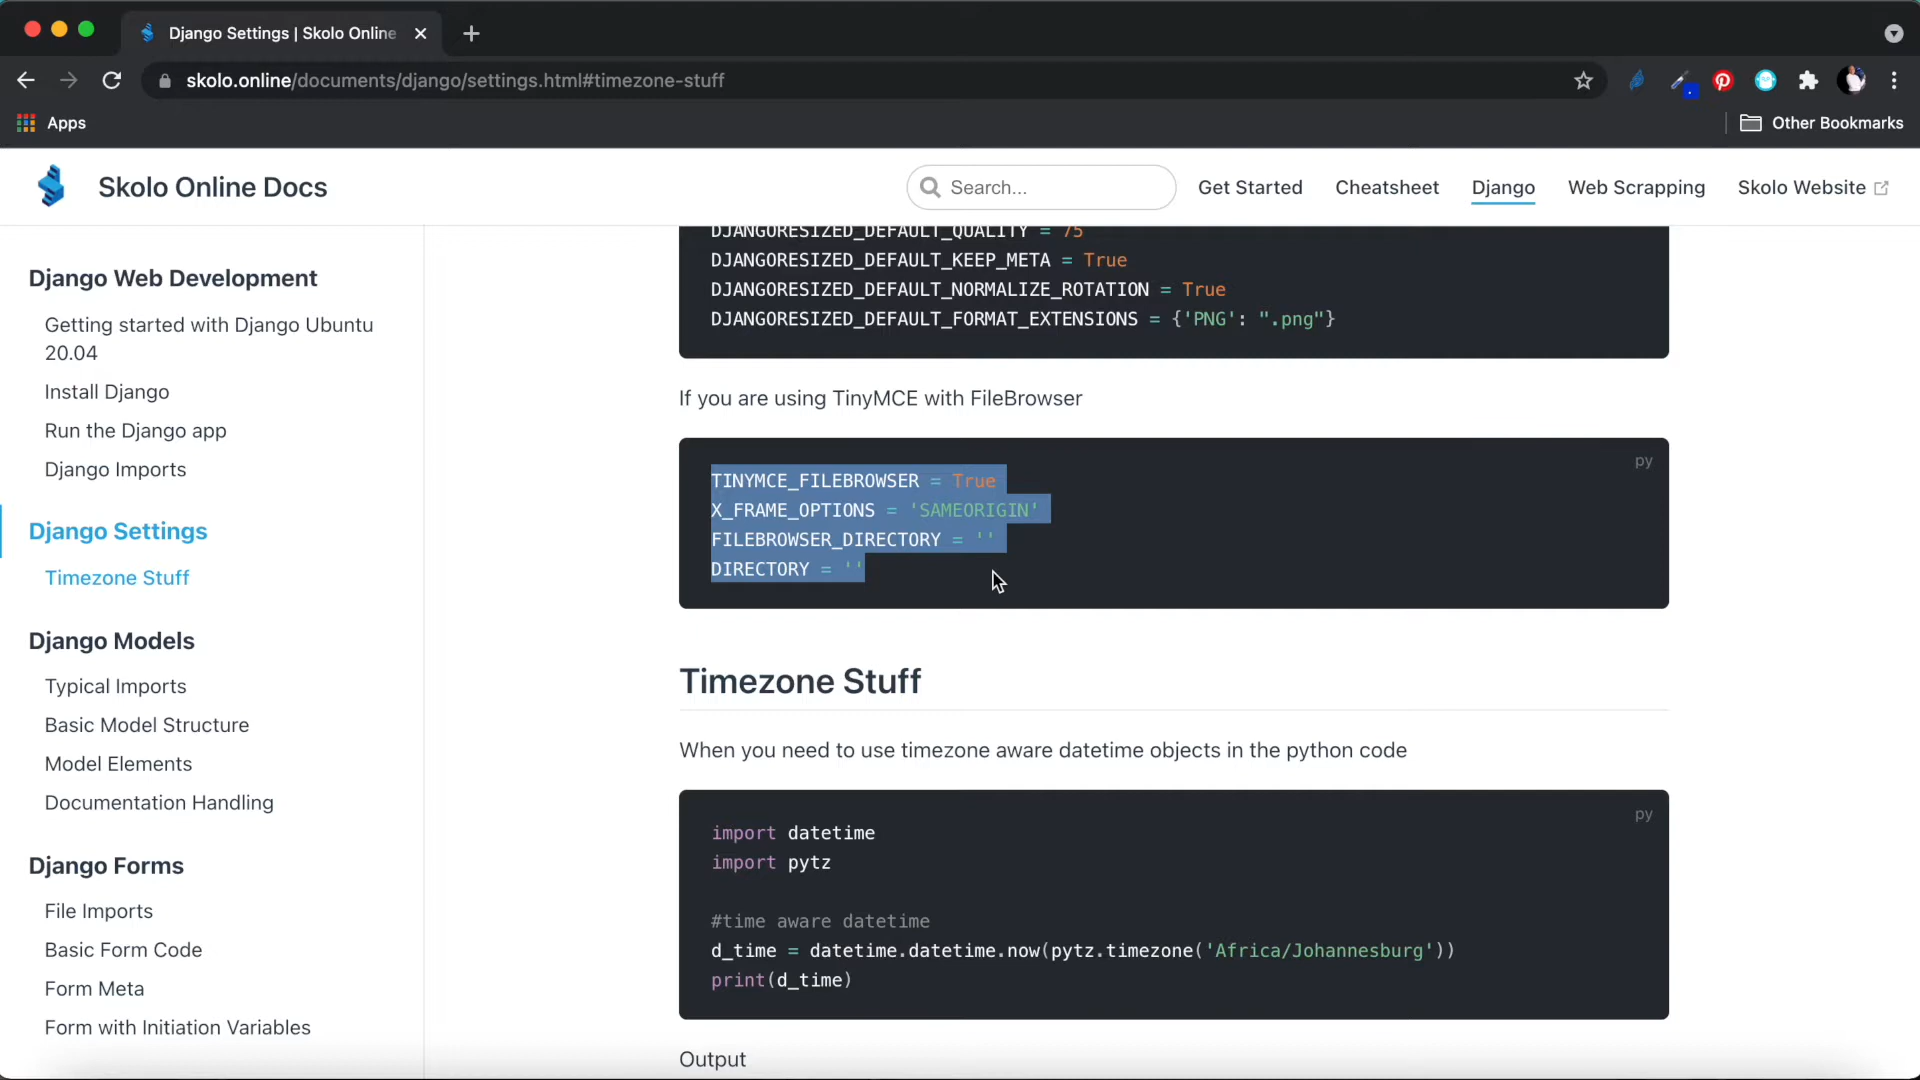 Django Settings | Skolo Online
skolo.online/documents/django/settings.html#timezone-stuff
Apps
Other Bookmarks
Skolo Online Docs
Search...
Get Started
Cheatsheet
Django
Web Scrapping
Skolo Website
Django Web Development
Getting started with Django Ubuntu
20.04
Install Django
Run the Django app
Django Imports
Django Settings
Timezone Stuff
Django Models
Typical Imports
Basic Model Structure
Model Elements
Documentation Handling
Django Forms
File Imports
Basic Form Code
Form Meta
Form with Initiation Variables
DJANGORESIZED_DEFAULT_QUALITY = 75
DJANGORESIZED_DEFAULT_KEEP_META = True
DJANGORESIZED_DEFAULT_NORMALIZE_ROTATION = True
DJANGORESIZED_DEFAULT_FORMAT_EXTENSIONS = {'PNG': ".png"}
If you are using TinyMCE with FileBrowser
py
TINYMCE_FILEBROWSER = True
X_FRAME_OPTIONS = 'SAMEORIGIN'
FILEBROWSER_DIRECTORY = ''
DIRECTORY = ''
Timezone Stuff
When you need to use timezone aware datetime objects in the python code
py
import datetime
import pytz
#time aware datetime
d_time = datetime.datetime.now(pytz.timezone('Africa/Johannesburg'))
print(d_time)
Output